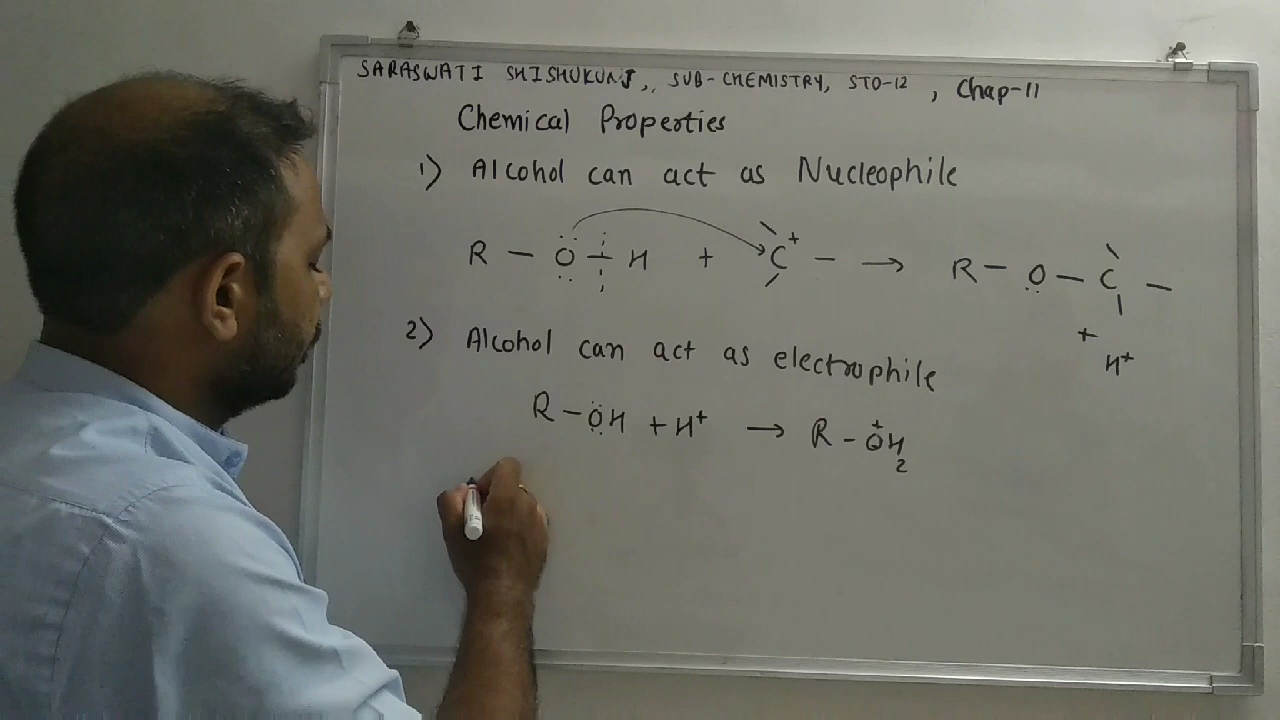 SARASWATI SHISHUKUNJ, SUB-CHEMISTRY, STD-12, Chap-11
Chemical Properties
1) Alcohol can act as Nucleophile
R – Ö – H + C⁺ – → R – O – C –
+ H⁺
2) Alcohol can act as electrophile
R – ÖH + H⁺ → R – O⁺H₂